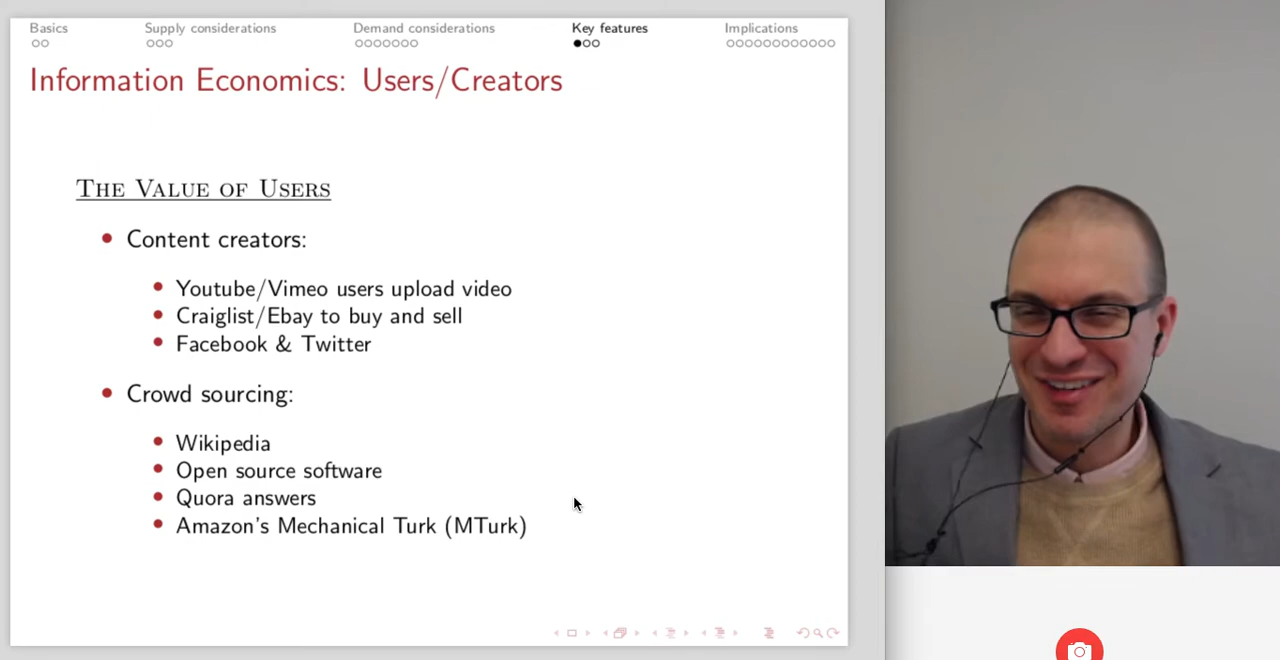 Basics Supply considerations Demand considerations Key features Implications
Information Economics: Users/Creators
The Value of Users
Content creators:
Youtube/Vimeo users upload video
Craiglist/Ebay to buy and sell
Facebook & Twitter
Crowd sourcing:
Wikipedia
Open source software
Quora answers
Amazon's Mechanical Turk (MTurk)